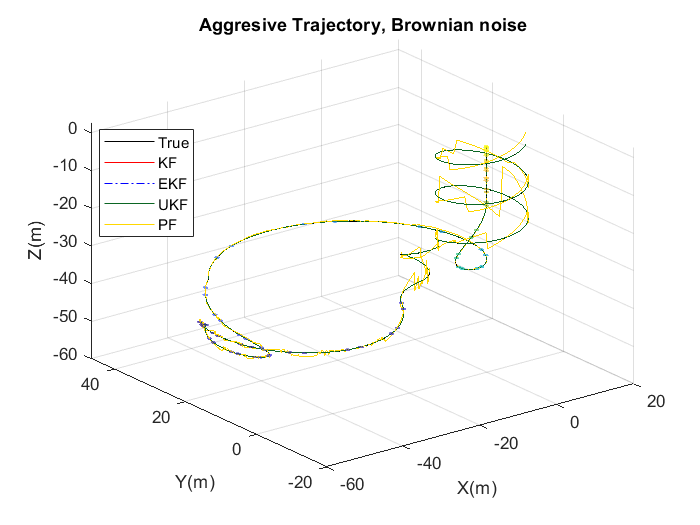 Aggresive Trajectory, Brownian noise
0
-10
-20
-30
-40
-50
-60
Z(m)
True
KF
EKF
UKF
PF
40
20
0
-20
Y(m)
-60
-40
-20
0
20
X(m)